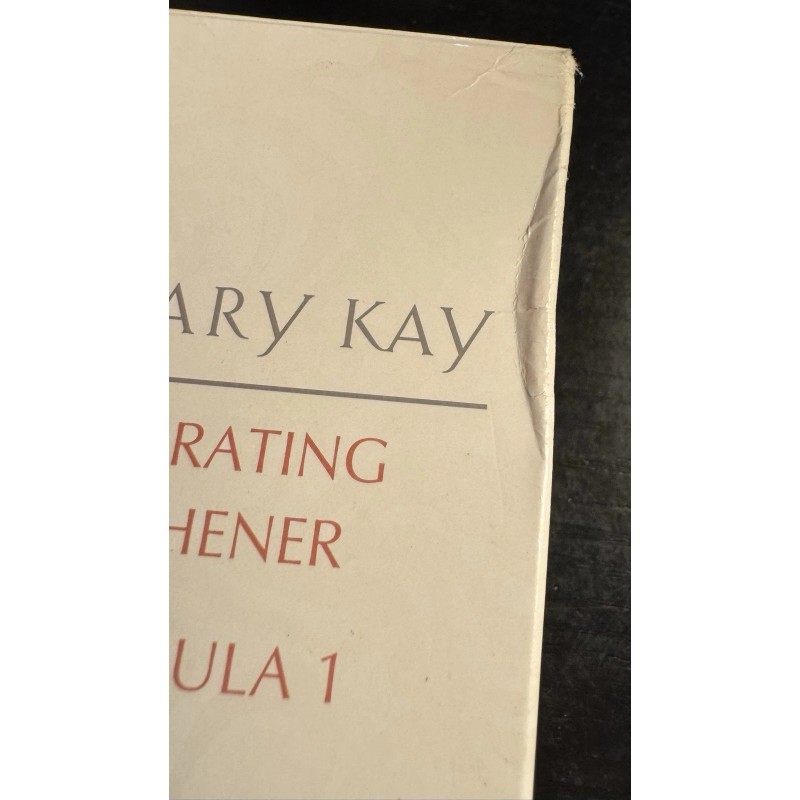 ARY KAY
RATING
HENER
ULA 1